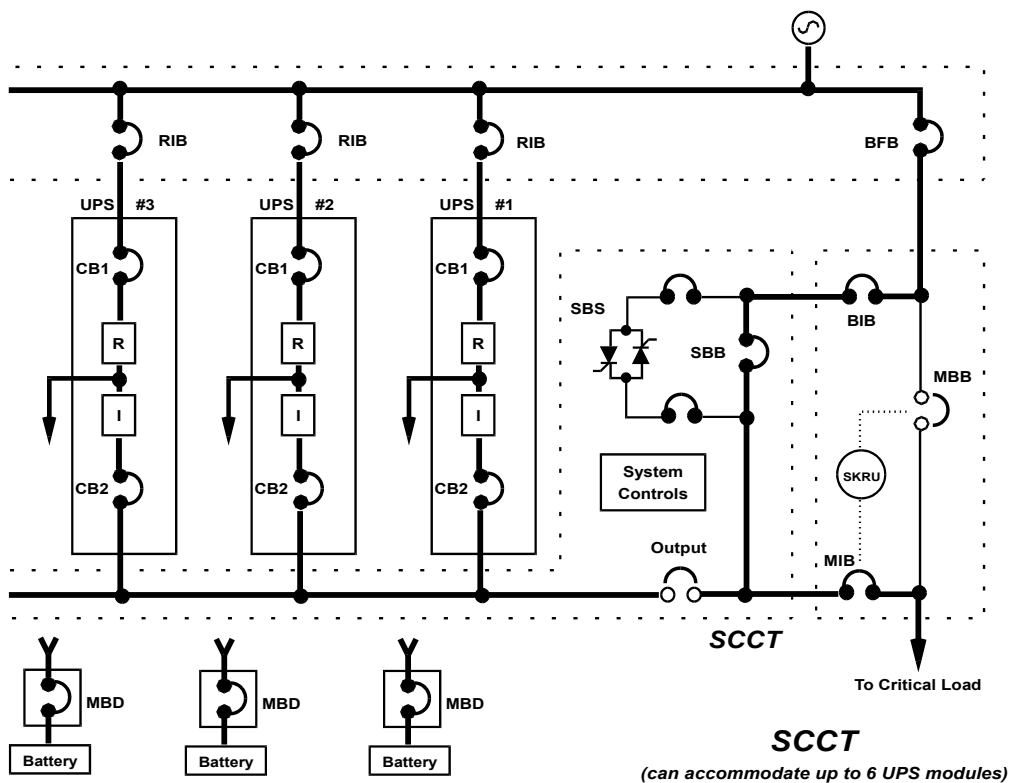 RIB RIB RIB BFB
UPS #3 UPS #2 UPS #1
CB1 CB1 CB1
SBS
BIB
R R R
SBB
MBB
I I I
System
Controls
SKRU
CB2 CB2 CB2
Output
MIB
SCCT
To Critical Load
MBD MBD MBD
Battery Battery Battery
SCCT
(can accommodate up to 6 UPS modules)